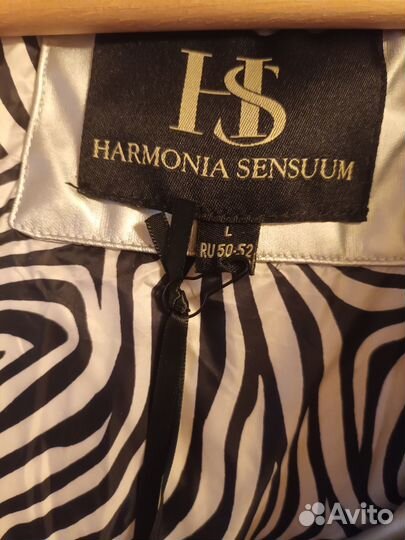 HS
HARMONIA SENSUUM
L
RU 50-52
Avito